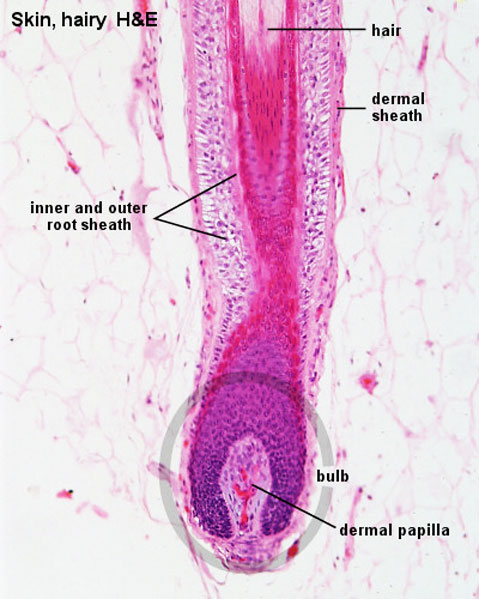 Skin, hairy H&E
hair
dermal
sheath
inner and outer
root sheath
bulb
dermal papilla